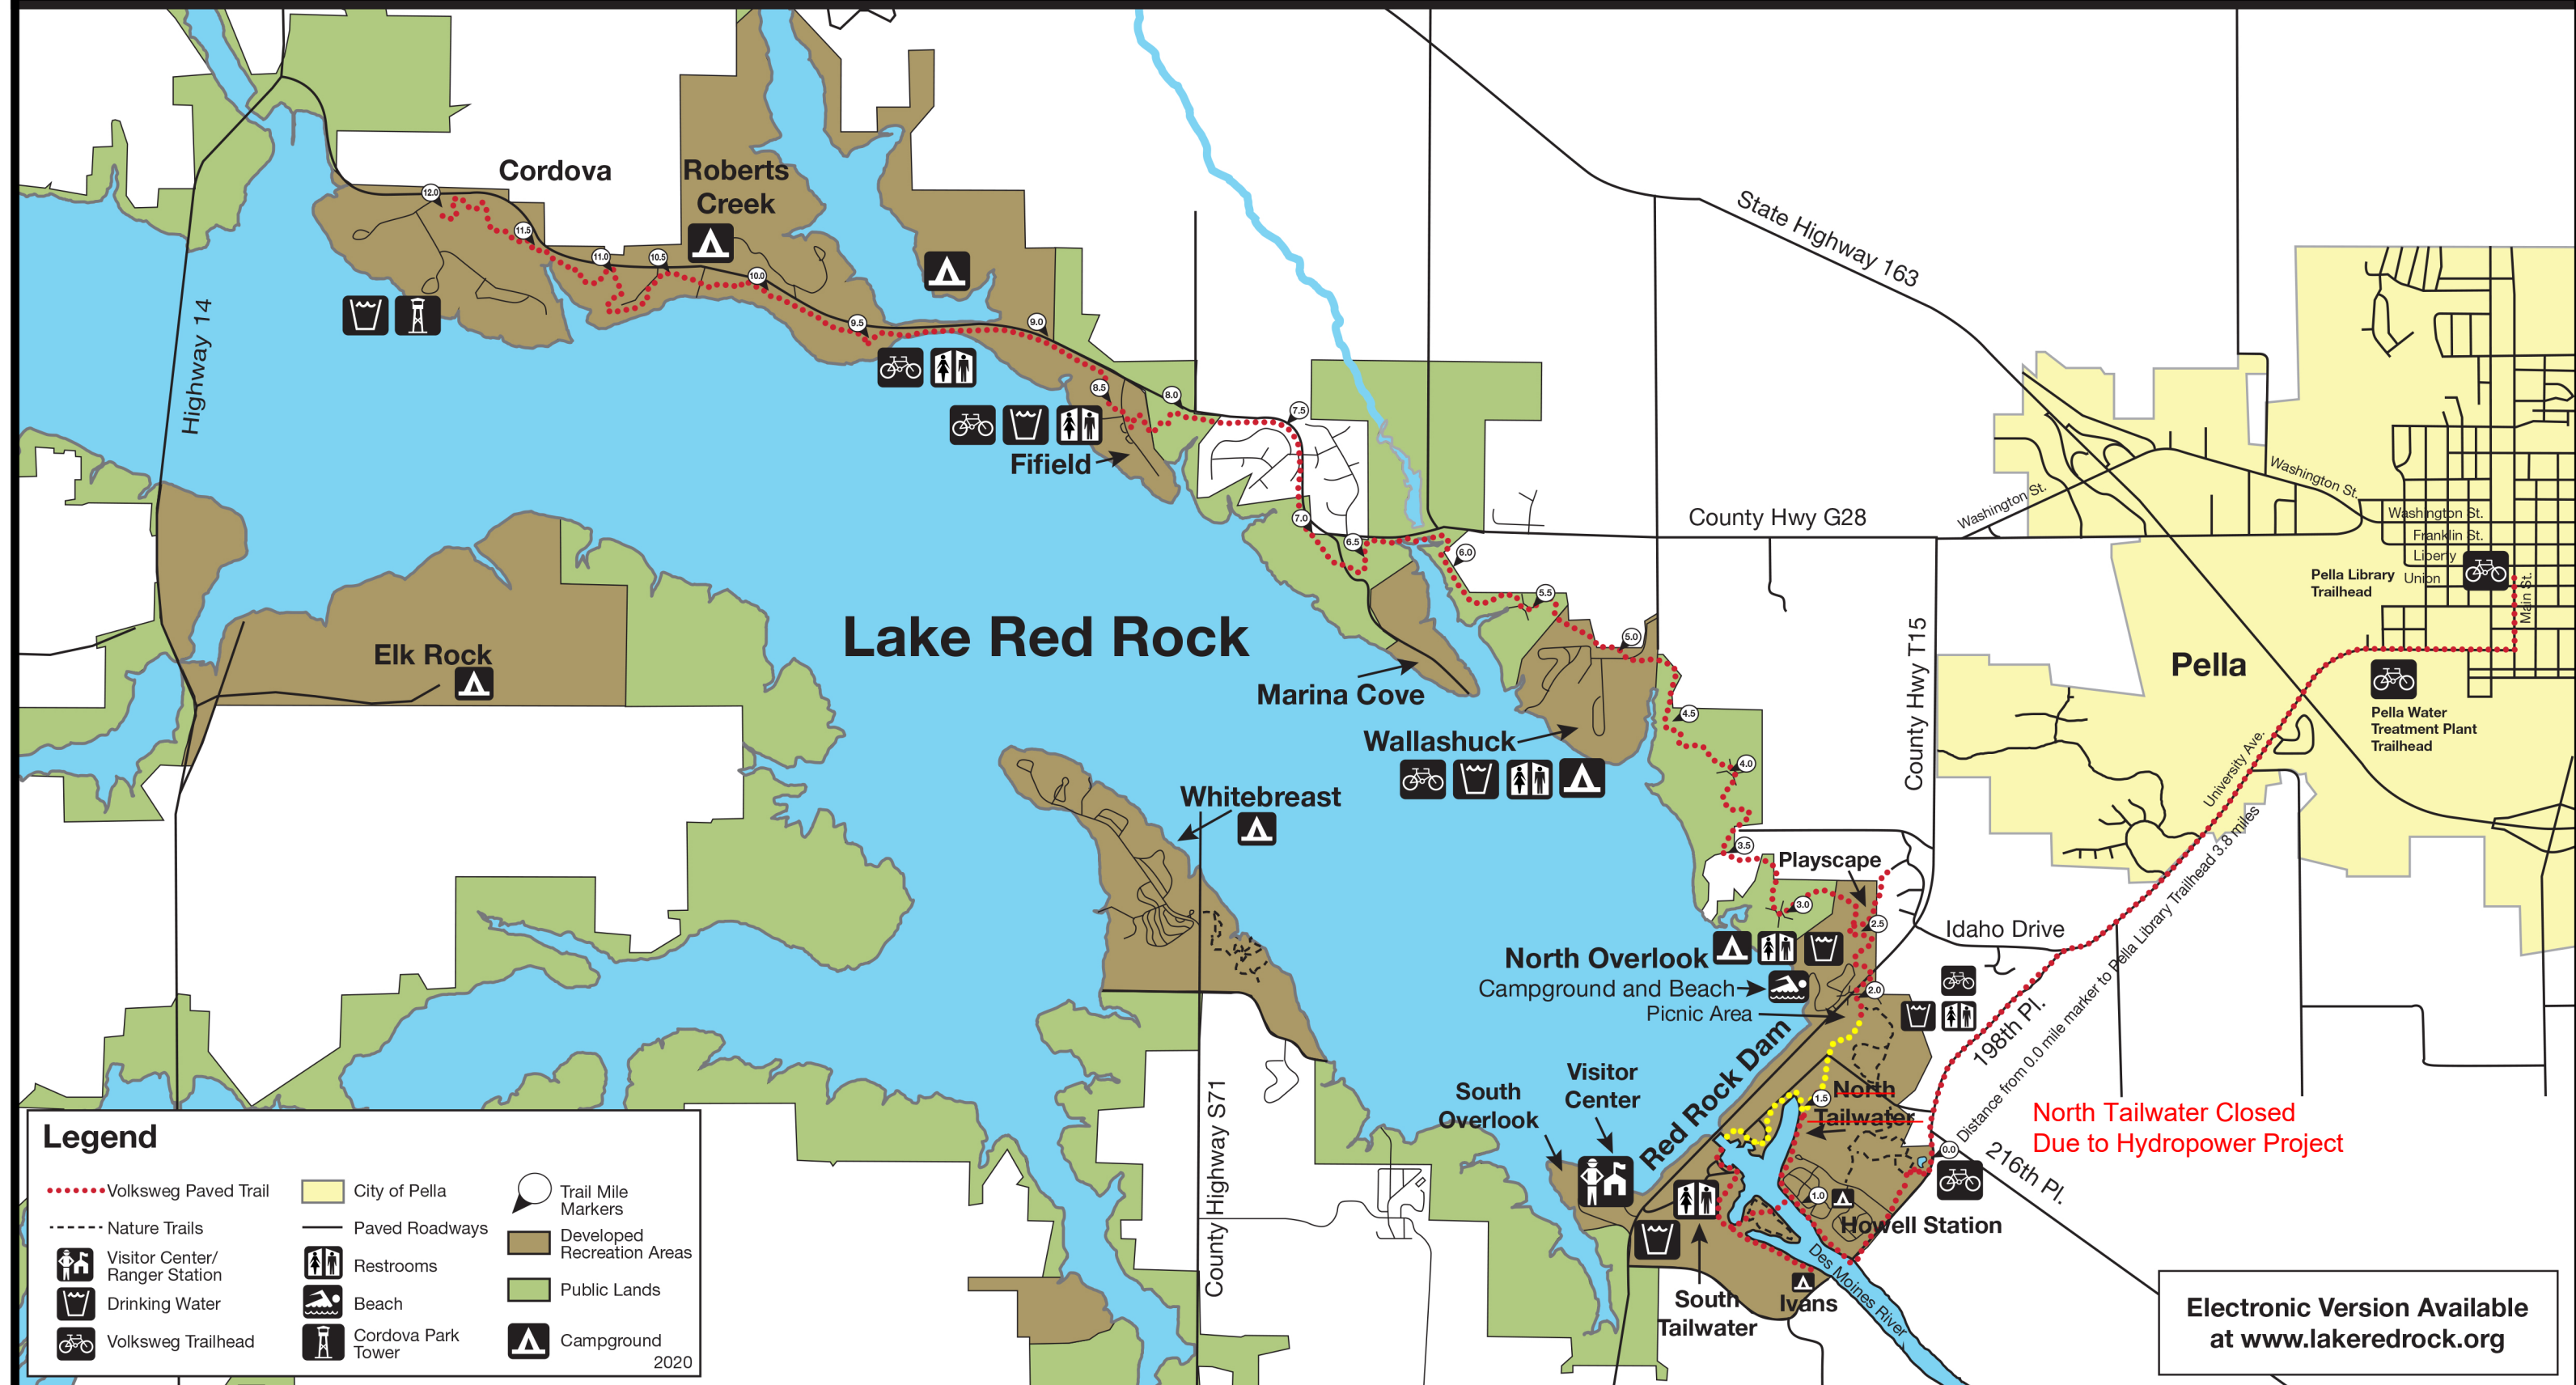 Cordova
Roberts
Creek
12.0
11.5
11.0
10.5
10.0
9.5
9.0
8.5
8.0
7.5
7.0
6.5
6.0
5.5
5.0
4.5
4.0
3.5
3.0
2.5
2.0
1.5
1.0
0.0
Highway 14
State Highway 163
Fifield
County Hwy G28
Washington St.
Washington St.
Washington St.
Franklin St.
Liberty
Union
Main St.
Pella Library
Trailhead
Lake Red Rock
Elk Rock
Marina Cove
Wallashuck
County Hwy T15
Pella
Pella Water
Treatment Plant
Trailhead
University Ave.
Whitebreast
Playscape
North Overlook
Campground and Beach
Picnic Area
Idaho Drive
198th Pl.
Distance from 0.0 mile marker to Pella Library Trailhead 3.8 miles
216th Pl.
Red Rock Dam
Visitor
Center
South
Overlook
North
Tailwater
North Tailwater Closed
Due to Hydropower Project
County Highway S71
Howell Station
Des Moines River
South
Tailwater
Ivans
Legend
Volksweg Paved Trail
Nature Trails
Visitor Center/
Ranger Station
Drinking Water
Volksweg Trailhead
City of Pella
Paved Roadways
Restrooms
Beach
Cordova Park
Tower
Trail Mile
Markers
Developed
Recreation Areas
Public Lands
Campground
2020
Electronic Version Available
at www.lakeredrock.org